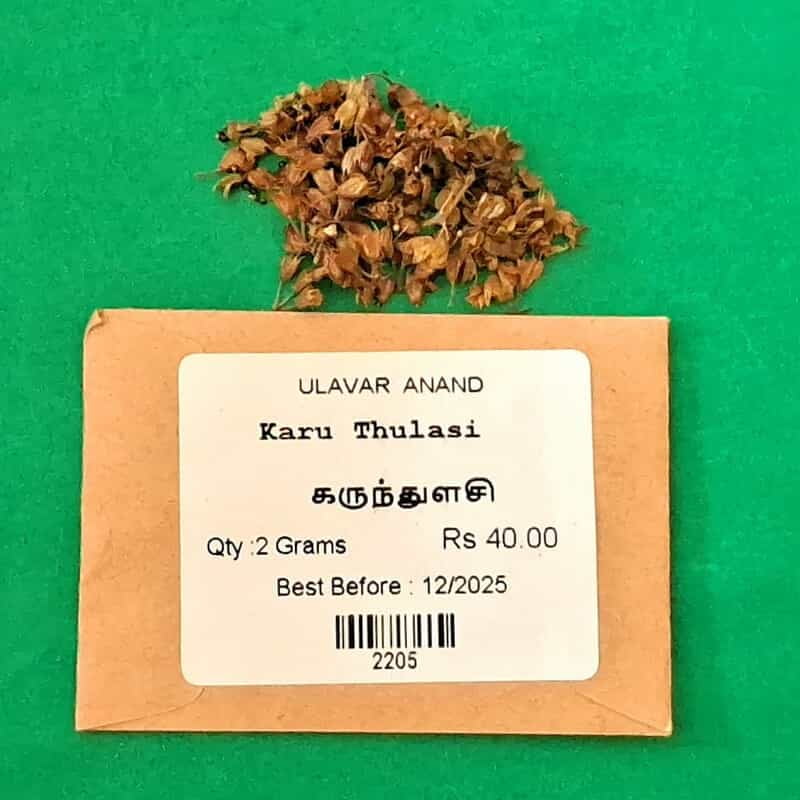 ULAVAR ANAND
Karu Thulasi
கருந்துளசி
Qty :2 Grams Rs 40.00
Best Before : 12/2025
2205